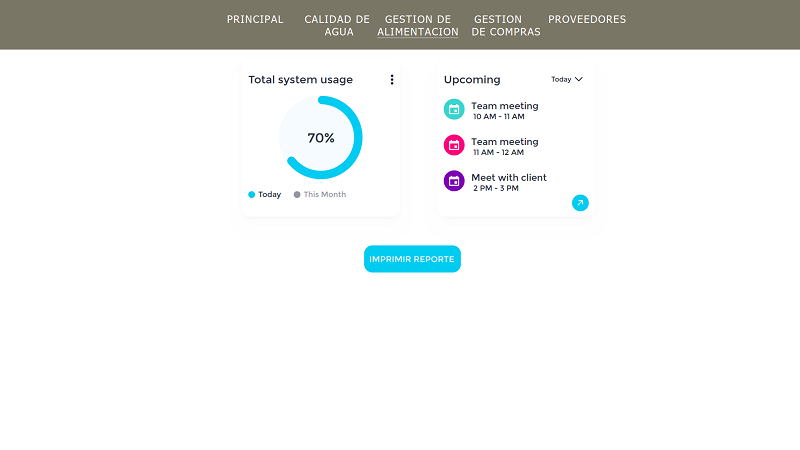 PRINCIPAL
CALIDAD DE
AGUA
GESTION DE
ALIMENTACION
GESTION
DE COMPRAS
PROVEEDORES
Total system usage
70%
Today
This Month
Upcoming
Today
Team meeting
10 AM - 11 AM
Team meeting
11 AM - 12 AM
Meet with client
2 PM - 3 PM
IMPRIMIR REPORTE